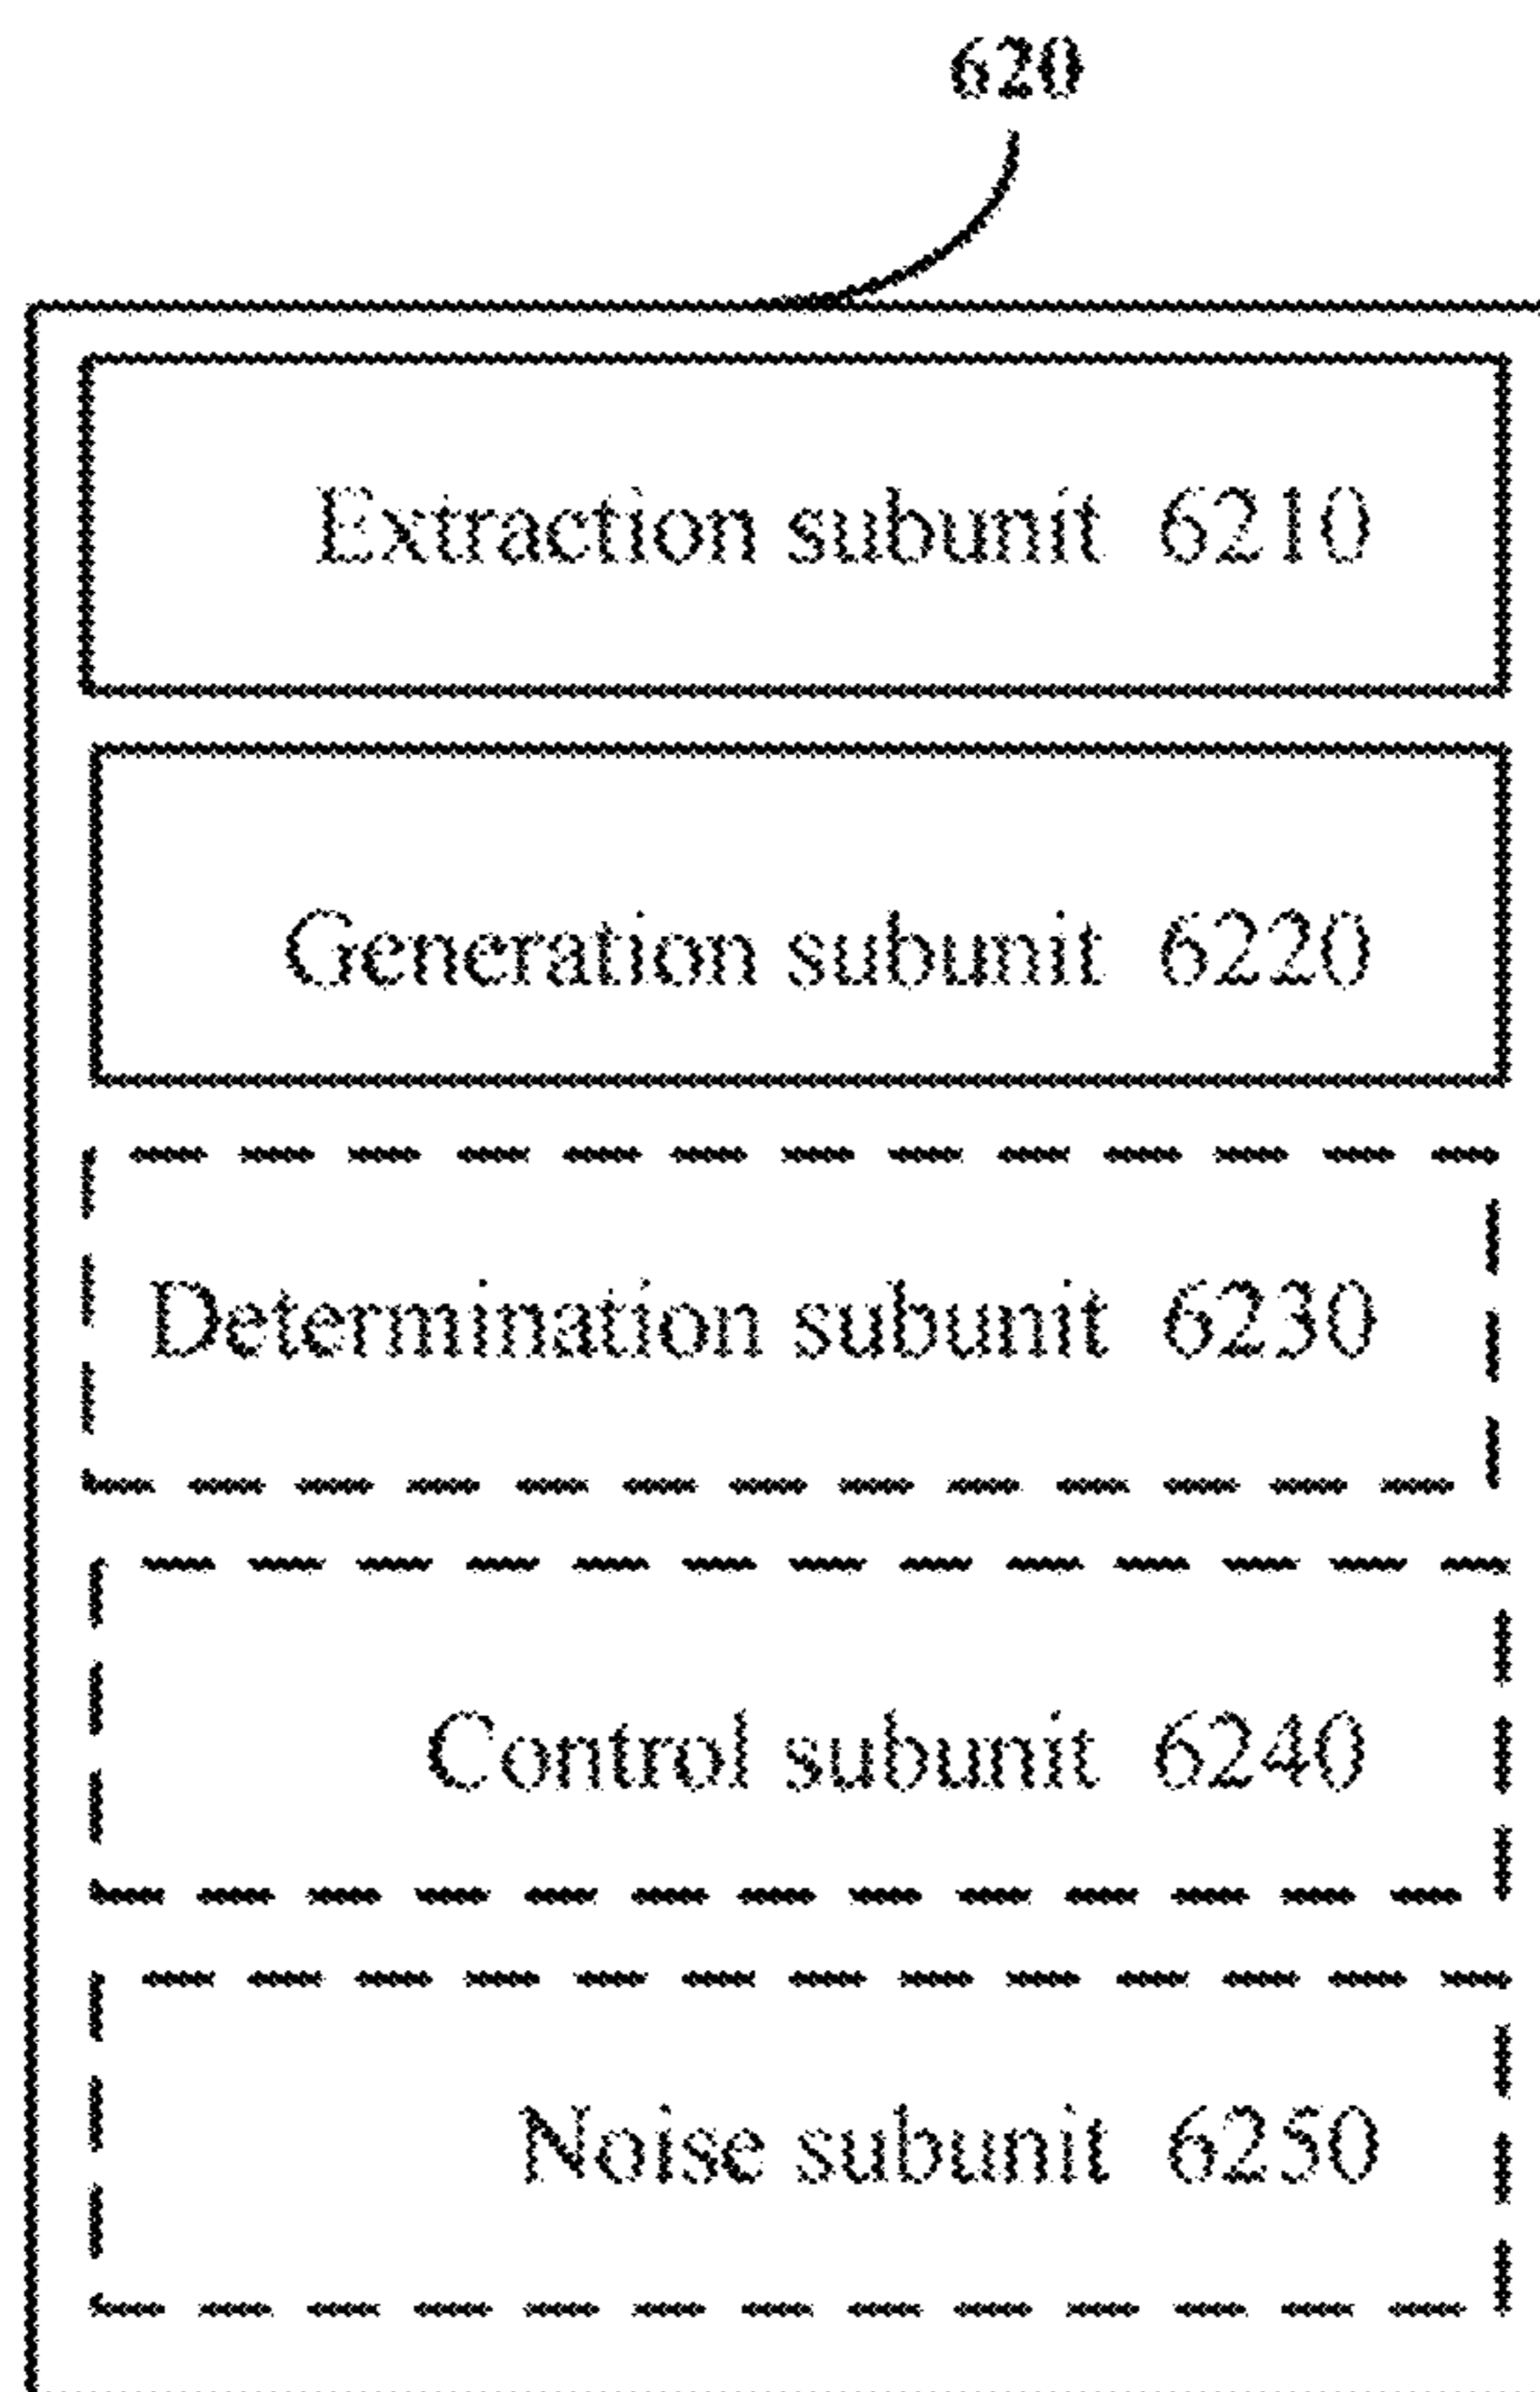 620
Extraction subunit 6210
Generation subunit 6220
Determination subunit 6230
Control subunit 6240
Noise subunit 6250